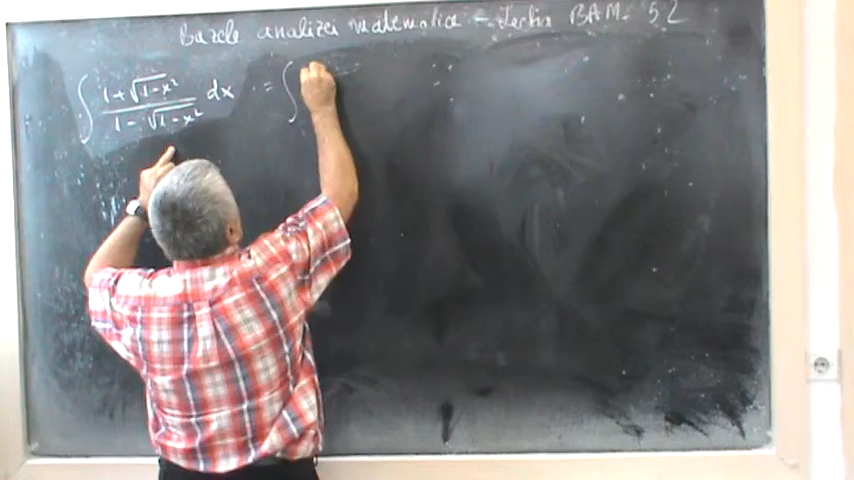 Bazele analizei matematice - Lectia BAM. 52
∫ (1+√(1-x²))/(1-√(1-x²)) dx = ∫